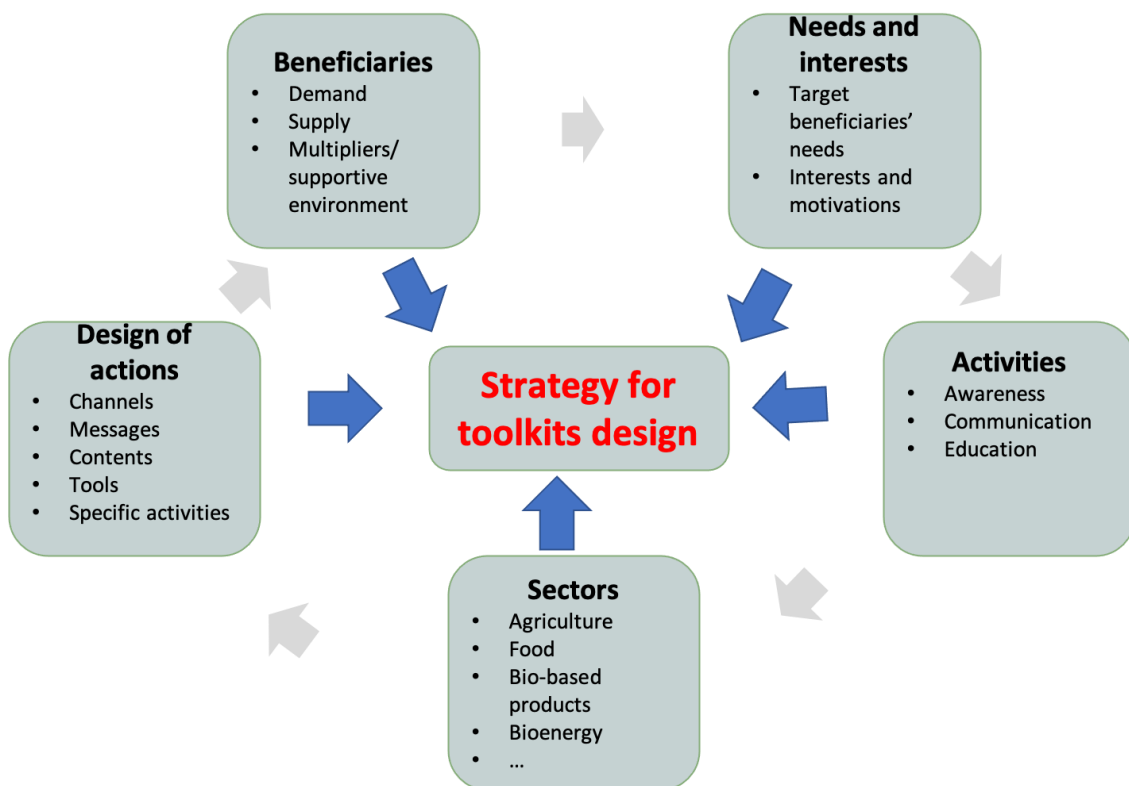 Beneficiaries
• Demand
• Supply
• Multipliers/
supportive
environment
Needs and
interests
• Target
beneficiaries’
needs
• Interests and
motivations
Design of
actions
• Channels
• Messages
• Contents
• Tools
• Specific activities
Strategy for
toolkits design
Activities
• Awareness
• Communication
• Education
Sectors
• Agriculture
• Food
• Bio-based
products
• Bioenergy
• ...